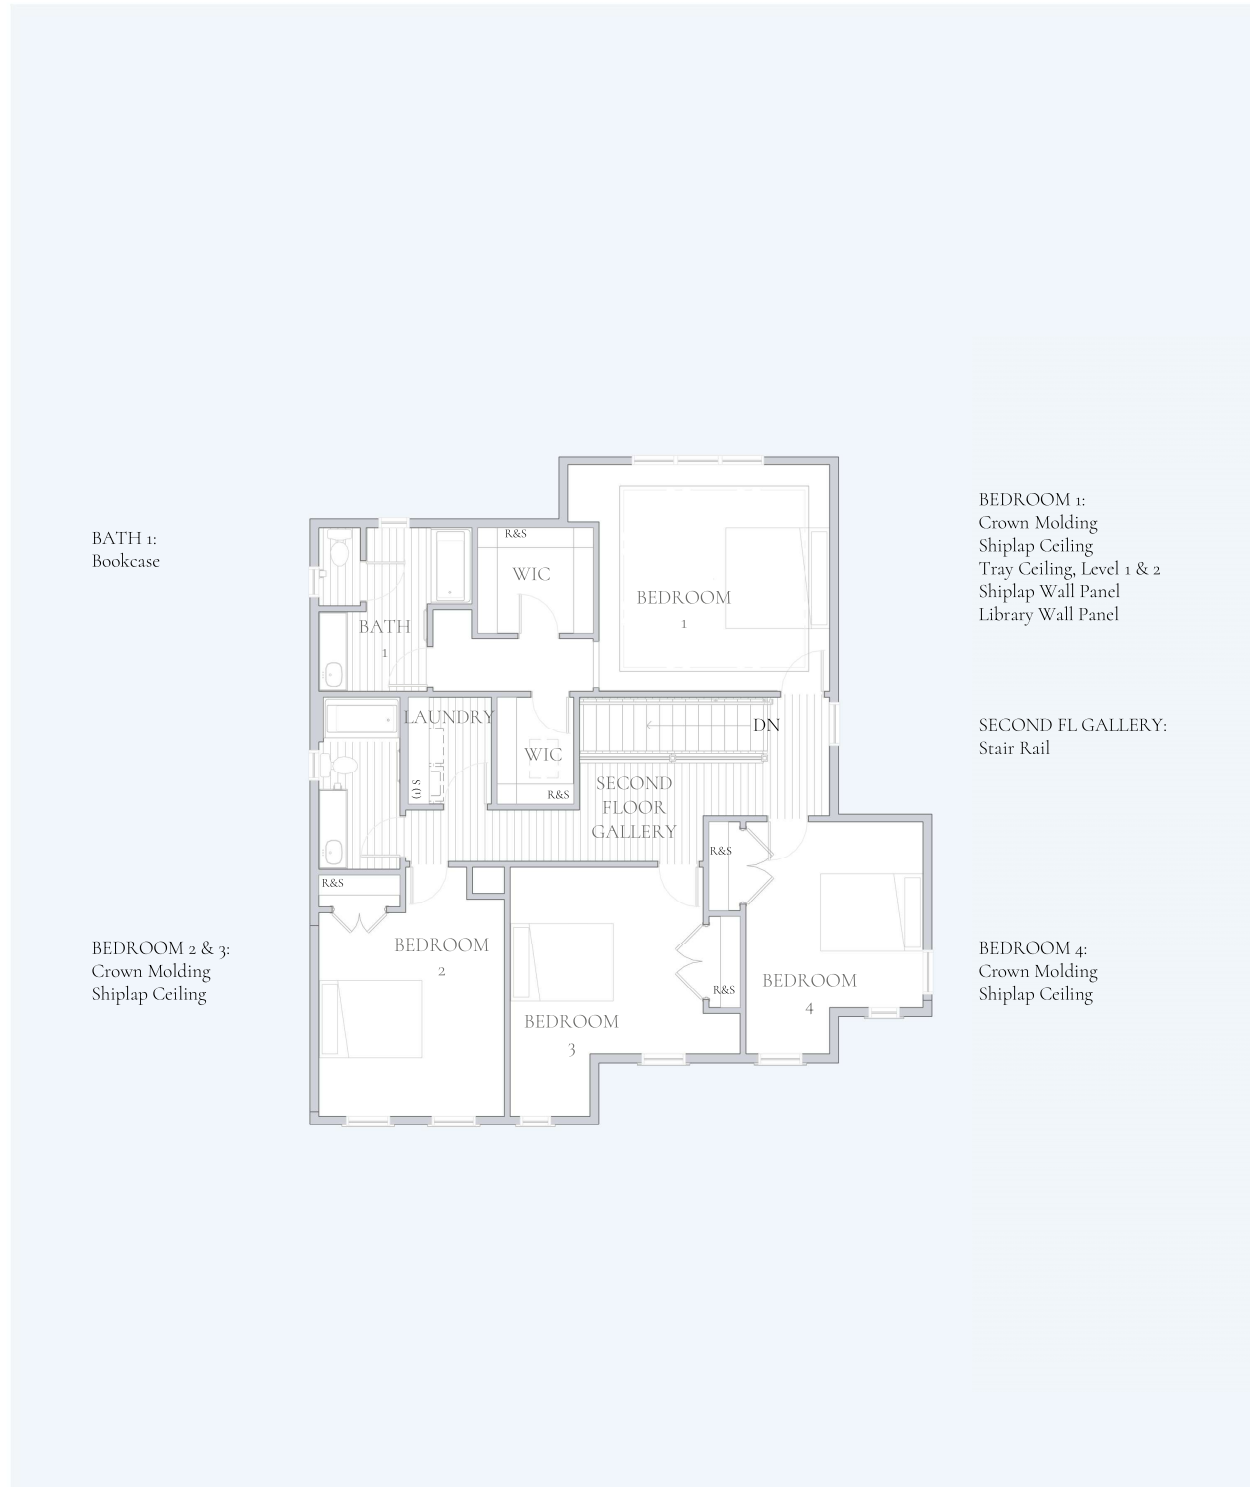 BATH 1:
Bookcase
BEDROOM 1:
Crown Molding
Shiplap Ceiling
Tray Ceiling, Level 1 & 2
Shiplap Wall Panel
Library Wall Panel
R&S
WIC
BEDROOM
1
BATH
1
LAUNDRY
DN
WIC
SECOND
FLOOR
GALLERY
(1) S
R&S
SECOND FL GALLERY:
Stair Rail
R&S
R&S
BEDROOM 2 & 3:
Crown Molding
Shiplap Ceiling
BEDROOM
2
BEDROOM
3
R&S
BEDROOM
4
BEDROOM 4:
Crown Molding
Shiplap Ceiling